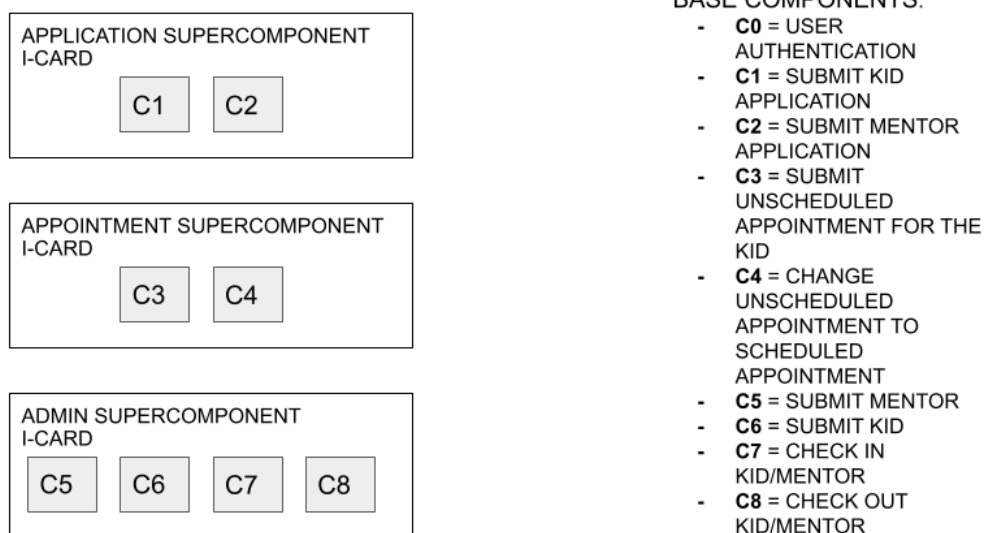 APPLICATION SUPERCOMPONENT
I-CARD
C1 C2
APPOINTMENT SUPERCOMPONENT
I-CARD
C3 C4
ADMIN SUPERCOMPONENT
I-CARD
C5 C6 C7 C8
BASE COMPONENTS:
- C0 = USER
AUTHENTICATION
- C1 = SUBMIT KID
APPLICATION
- C2 = SUBMIT MENTOR
APPLICATION
- C3 = SUBMIT
UNSCHEDULED
APPOINTMENT FOR THE
KID
- C4 = CHANGE
UNSCHEDULED
APPOINTMENT TO
SCHEDULED
APPOINTMENT
- C5 = SUBMIT MENTOR
- C6 = SUBMIT KID
- C7 = CHECK IN
KID/MENTOR
- C8 = CHECK OUT
KID/MENTOR